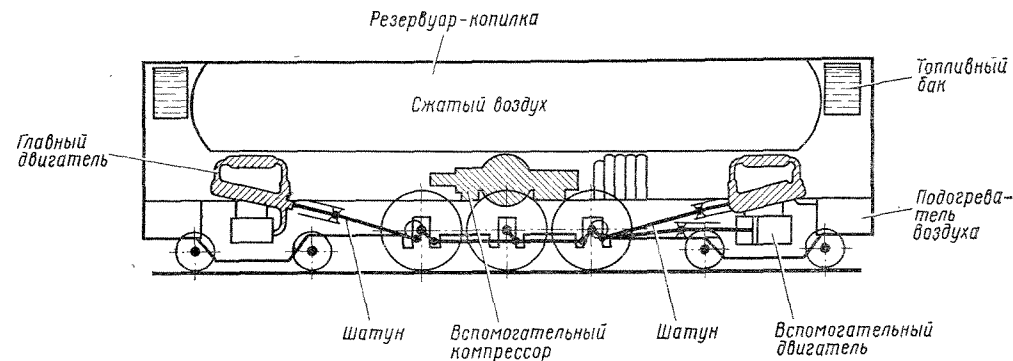 Резервуар-копилка
Топливный
бак
Сжатый воздух
Главный
двигатель
Подогрева-
тель
воздуха
Шатун
Вспомогательный
компрессор
Шатун
Вспомогательный
двигатель